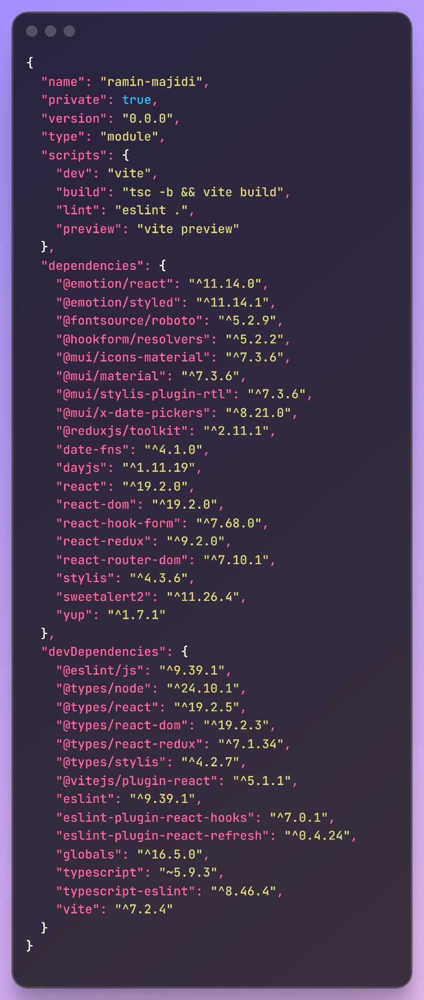 {
  "name": "ramin-majidi",
  "private": true,
  "version": "0.0.0",
  "type": "module",
  "scripts": {
    "dev": "vite",
    "build": "tsc -b && vite build",
    "lint": "eslint .",
    "preview": "vite preview"
  },
  "dependencies": {
    "@emotion/react": "^11.14.0",
    "@emotion/styled": "^11.14.1",
    "@fontsource/roboto": "^5.2.9",
    "@hookform/resolvers": "^5.2.2",
    "@mui/icons-material": "^7.3.6",
    "@mui/material": "^7.3.6",
    "@mui/stylis-plugin-rtl": "^7.3.6",
    "@mui/x-date-pickers": "^8.21.0",
    "@reduxjs/toolkit": "^2.11.1",
    "date-fns": "^4.1.0",
    "dayjs": "^1.11.19",
    "react": "^19.2.0",
    "react-dom": "^19.2.0",
    "react-hook-form": "^7.68.0",
    "react-redux": "^9.2.0",
    "react-router-dom": "^7.10.1",
    "stylis": "^4.3.6",
    "sweetalert2": "^11.26.4",
    "yup": "^1.7.1"
  },
  "devDependencies": {
    "@eslint/js": "^9.39.1",
    "@types/node": "^24.10.1",
    "@types/react": "^19.2.5",
    "@types/react-dom": "^19.2.3",
    "@types/react-redux": "^7.1.34",
    "@types/stylis": "^4.2.7",
    "@vitejs/plugin-react": "^5.1.1",
    "eslint": "^9.39.1",
    "eslint-plugin-react-hooks": "^7.0.1",
    "eslint-plugin-react-refresh": "^0.4.24",
    "globals": "^16.5.0",
    "typescript": "~5.9.3",
    "typescript-eslint": "^8.46.4",
    "vite": "^7.2.4"
  }
}